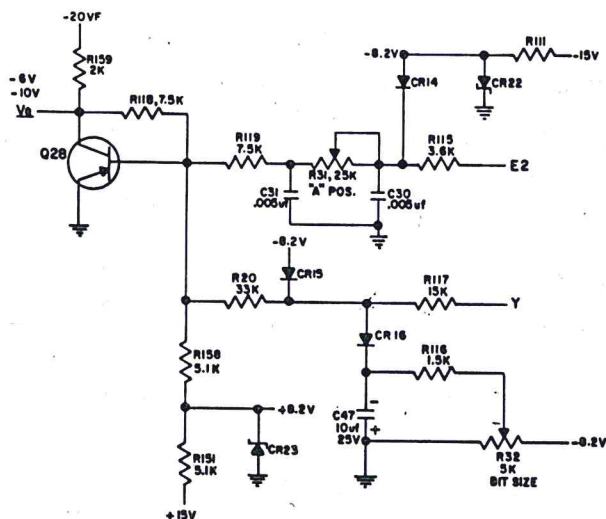 -20VF
R159
2K
-6V
-10V
Va
R118,7.5K
Q28
-8.2V
CR14
CR22
R111
-15V
R119
7.5K
R31,25K
"A" POS.
C31
.005uf
C30
.005uf
R115
3.6K
E2
-8.2V
CR15
R20
33K
R117
15K
Y
CR16
R116
1.5K
R158
5.1K
+8.2V
CR23
C47
10uf
25V
-
+
R32
5K
BIT SIZE
-8.2V
R151
5.1K
+15V